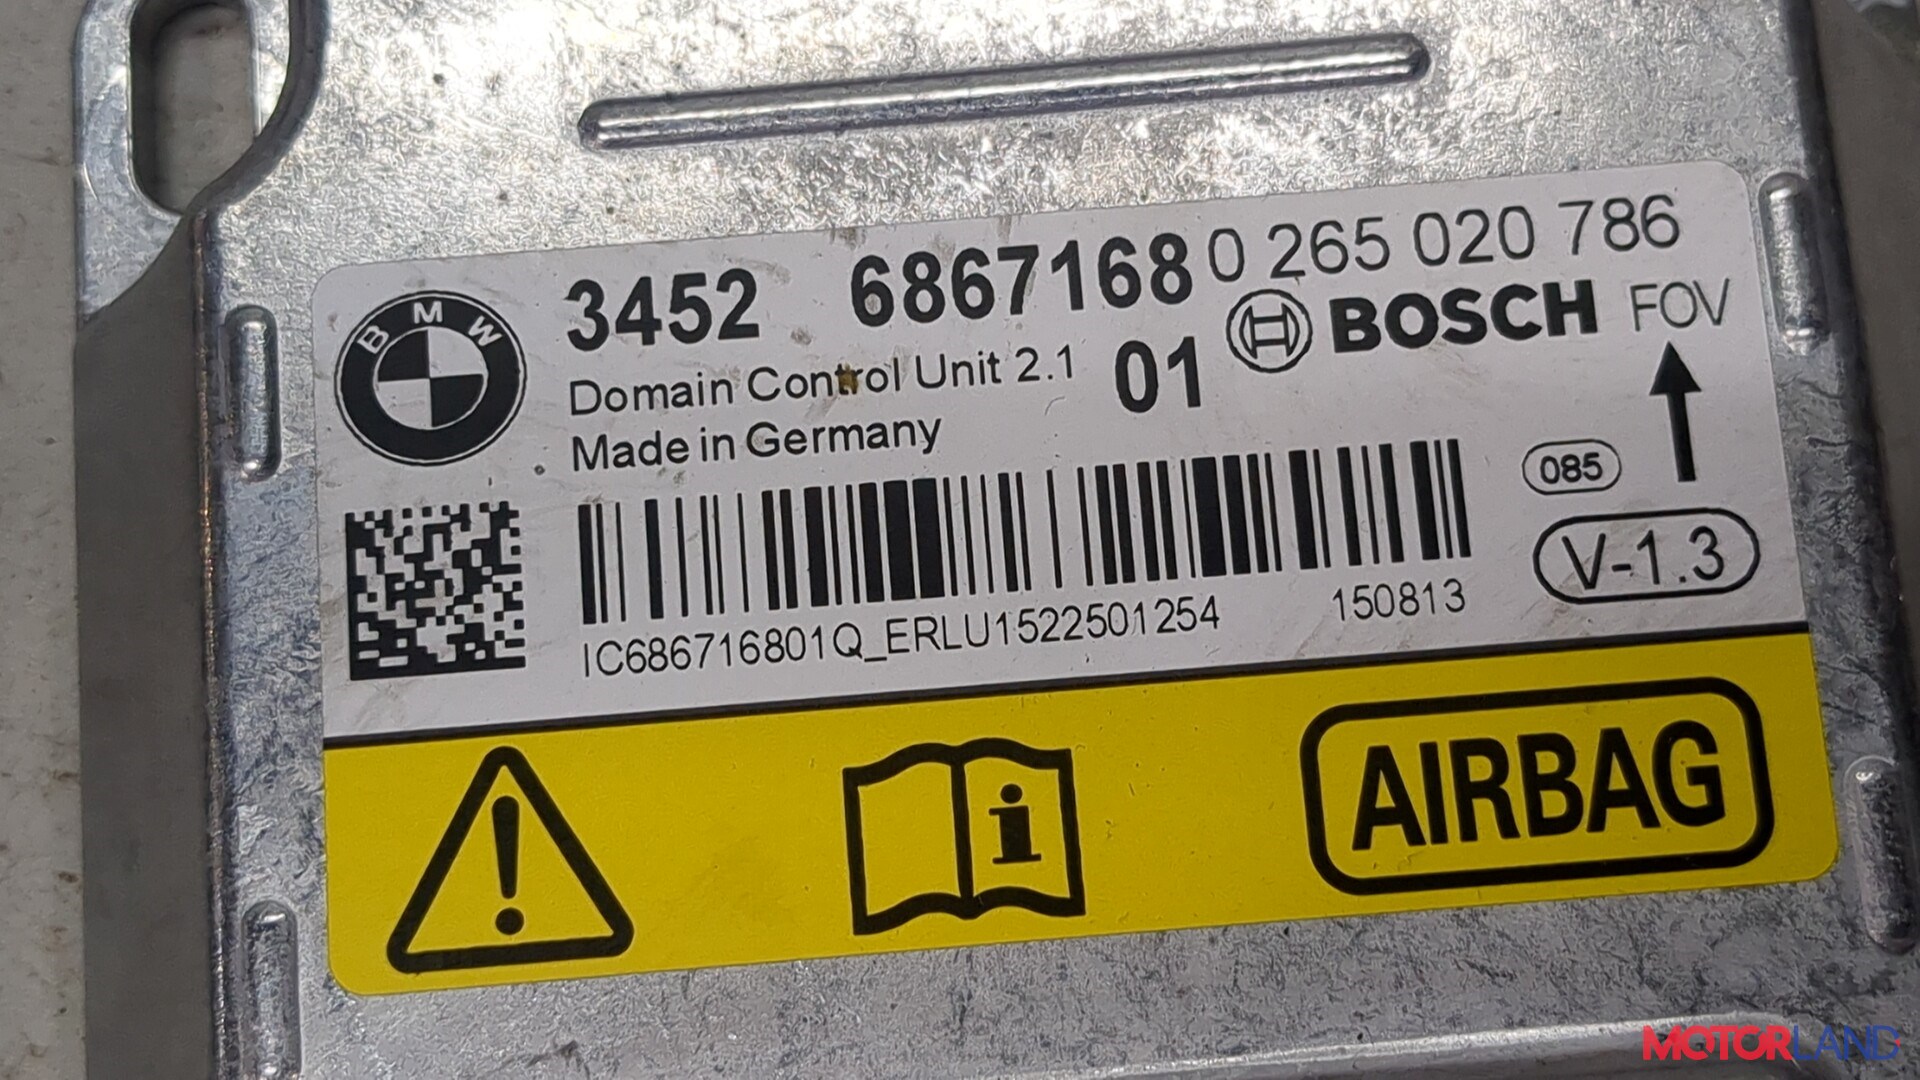 BMW
3452 6867168 0 265 020 786
Domain Control Unit 2.1 01 BOSCH FOV
Made in Germany
085
V-1.3
IC686716801Q_ERLU1522501254 150813
AIRBAG
MOTORLAND